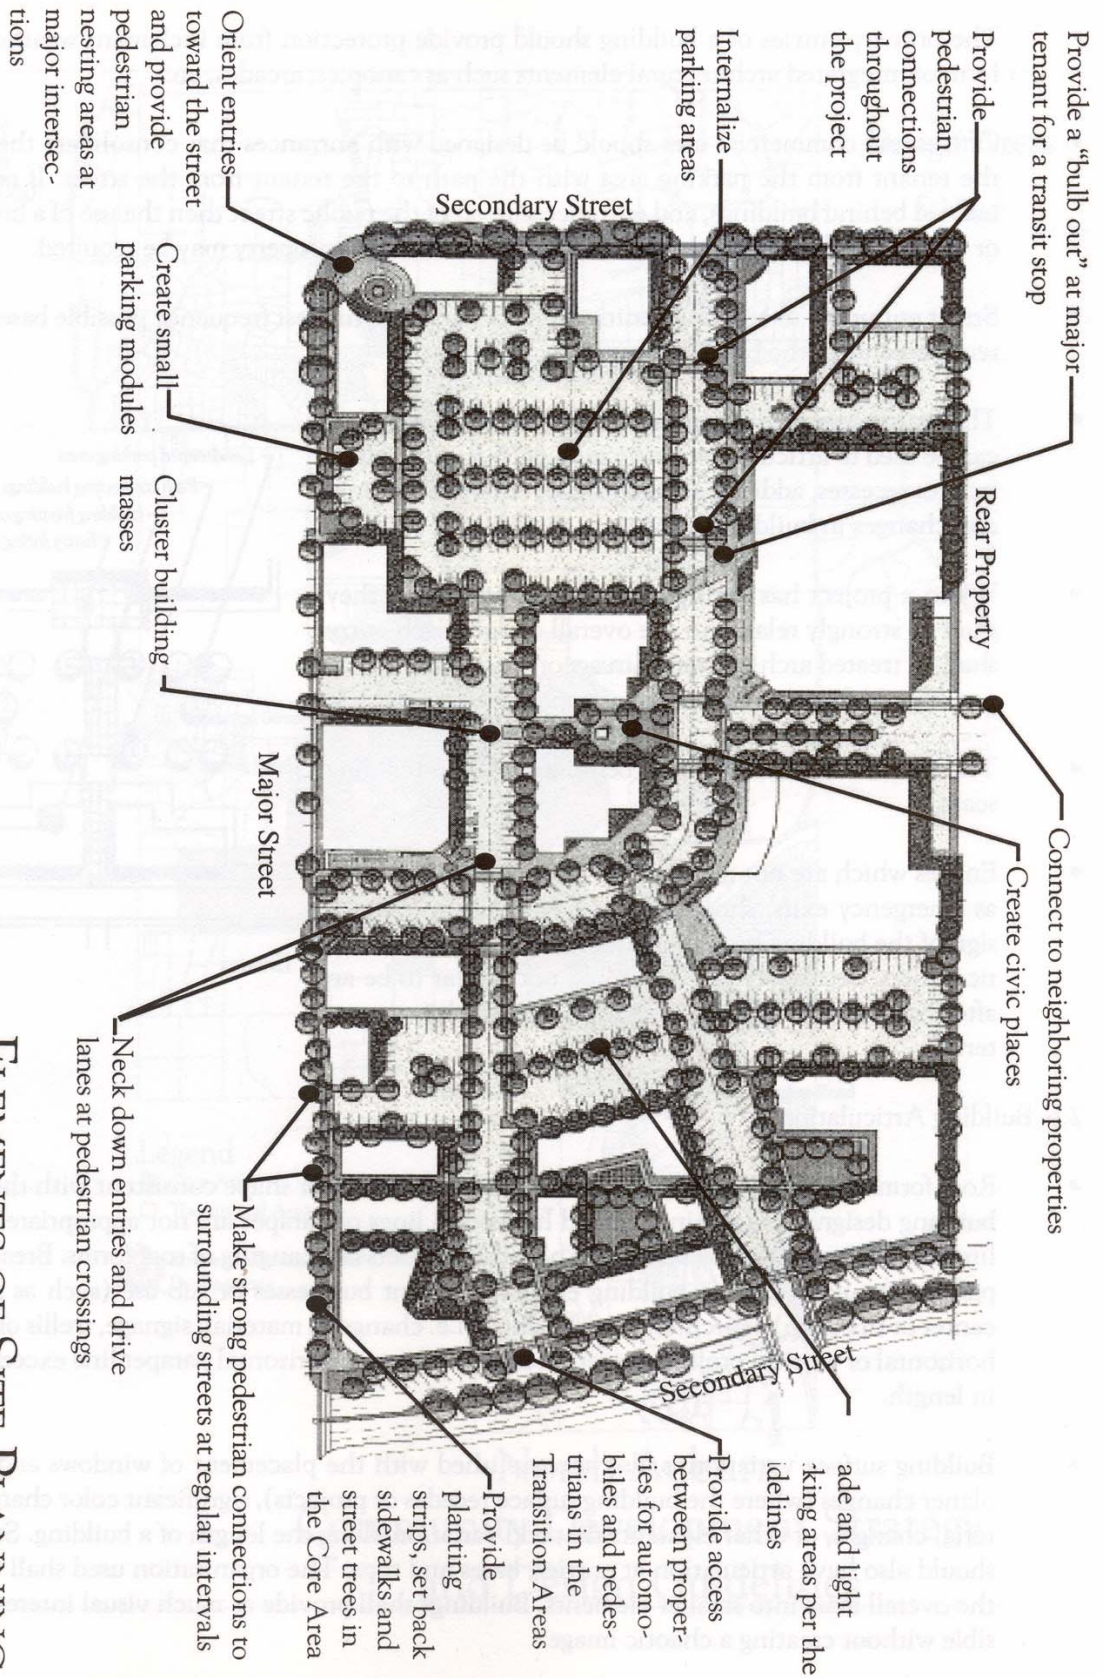 Provide a "bulb out" at major
tenant for a transit stop
Provide
pedestrian
connections
throughout
the project
Internalize
parking areas
Secondary Street
Orient entries
toward the street
and provide
pedestrian
nesting areas at
major intersec-
tions
Create small
parking modules
Cluster building
masses
Rear Property
Major Street
Connect to neighboring properties
Create civic places
Neck down entries and drive
lanes at pedestrian crossings
Make strong pedestrian connections to
surrounding streets at regular intervals
Secondary Street
ade and light
king areas per the
idelines
Provide access
between proper-
ties for automo-
biles and pedes-
trians in the
Transition Areas
Provide
planting
strips set back
sidewalks and
street trees in
the Core Area